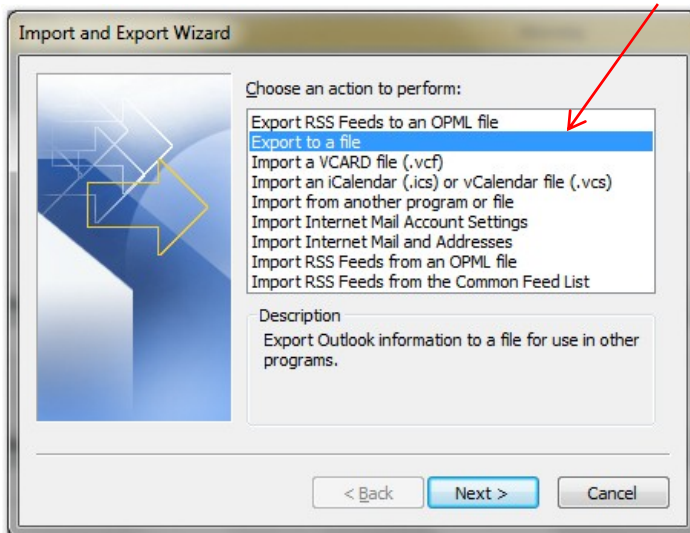 Import and Export Wizard
Choose an action to perform:
Export RSS Feeds to an OPML file
Export to a file
Import a VCARD file (.vcf)
Import an iCalendar (.ics) or vCalendar file (.vcs)
Import from another program or file
Import Internet Mail Account Settings
Import Internet Mail and Addresses
Import RSS Feeds from an OPML file
Import RSS Feeds from the Common Feed List
Description
Export Outlook information to a file for use in other
programs.
< Back Next > Cancel